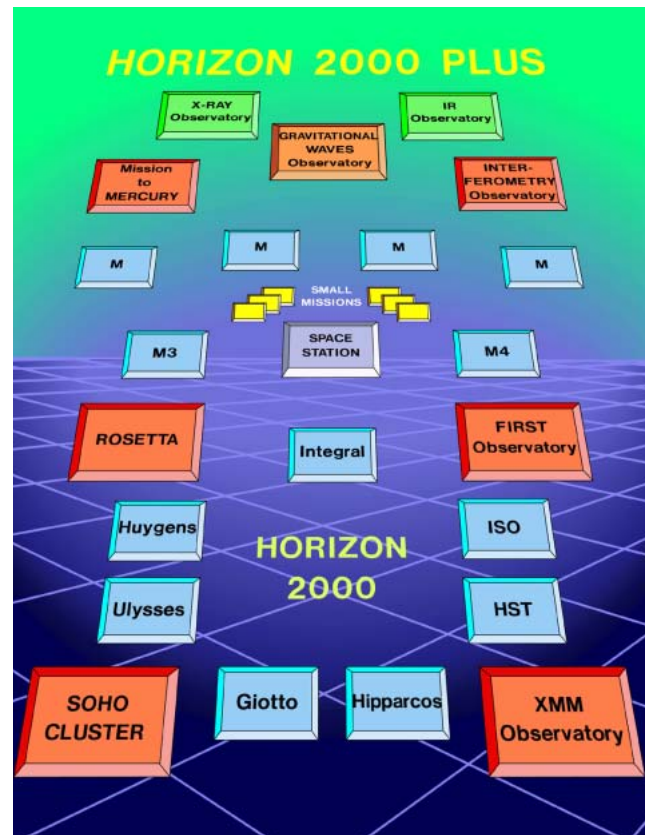 HORIZON 2000 PLUS
X-RAY
Observatory
IR
Observatory
GRAVITATIONAL
WAVES
Observatory
Mission
to
MERCURY
INTER-
FEROMETRY
Observatory
M
M
M
M
SMALL
MISSIONS
SPACE
STATION
M3
M4
ROSETTA
Integral
FIRST
Observatory
Huygens
ISO
HORIZON
2000
Ulysses
HST
SOHO
CLUSTER
Giotto
Hipparcos
XMM
Observatory